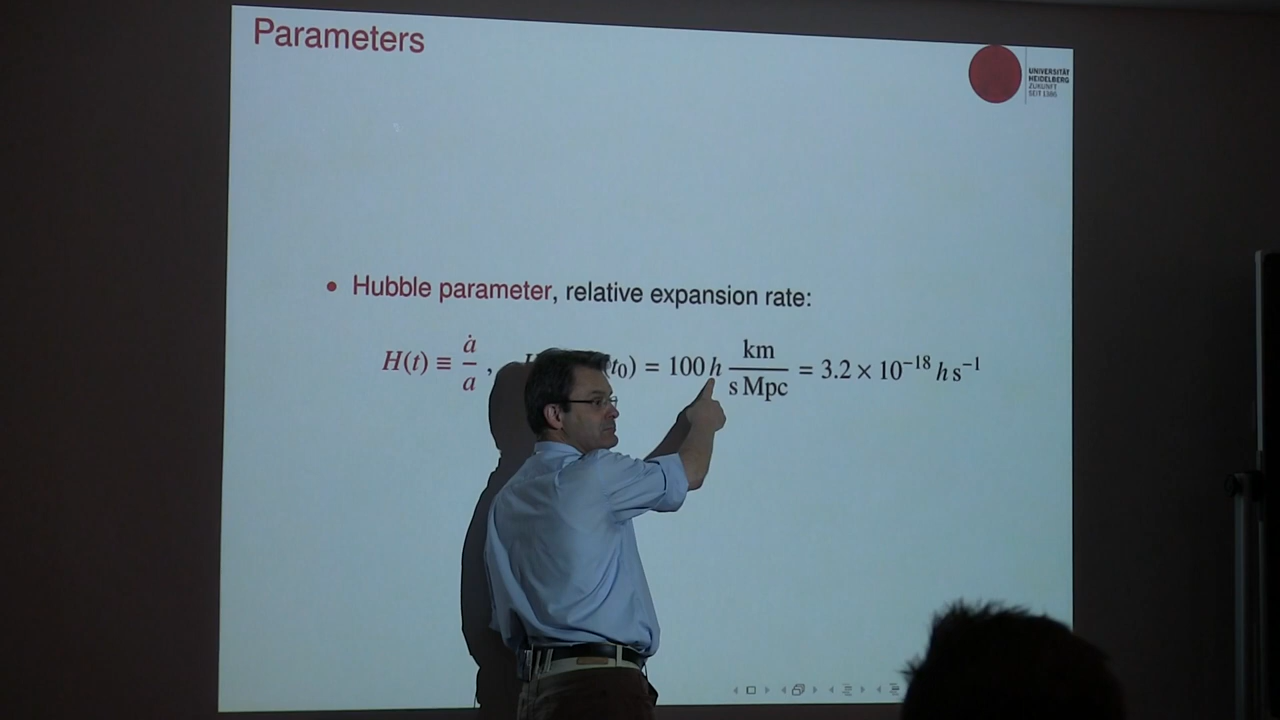 Parameters
UNIVERSITÄT
HEIDELBERG
ZUKUNFT
SEIT 1386
• Hubble parameter, relative expansion rate:
H(t) ≡ ȧ/a , t₀) = 100 h km/(s Mpc) = 3.2 × 10⁻¹⁸ h s⁻¹